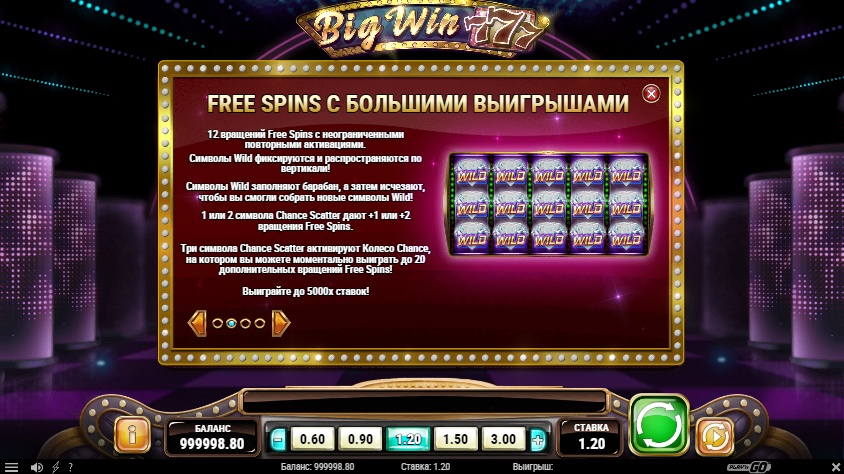 Big Win 777
FREE SPINS С БОЛЬШИМИ ВЫИГРЫШАМИ
12 вращений Free Spins с неограниченными
повторными активациями.
Символы Wild фиксируются и распространяются по
вертикали!
Символы Wild заполняют барабан, а затем исчезают,
чтобы вы смогли собрать новые символы Wild!
1 или 2 символа Chance Scatter дают +1 или +2
вращения Free Spins.
Три символа Chance Scatter активируют Колесо Chance,
на котором вы можете моментально выиграть до 20
дополнительных вращений Free Spins!
Выиграйте до 5000x ставок!
WILD WILD WILD WILD WILD
WILD WILD WILD WILD WILD
WILD WILD WILD WILD WILD
БАЛАНС
999998.80
- 0.60 0.90 1.20 1.50 3.00 +
СТАВКА
1.20
? Баланс: 999998.80 Ставка: 1.20 Выигрыш: PLAY'N GO